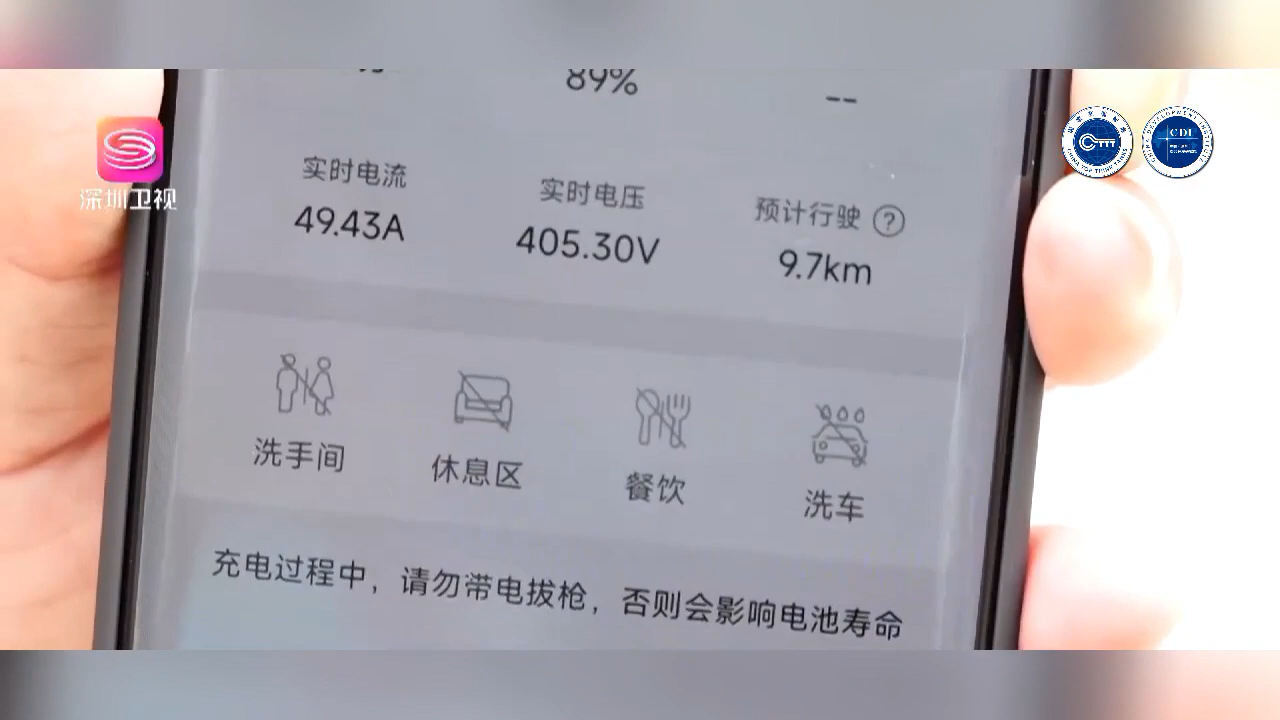 89%
--
实时电流
实时电压
预计行驶 ?
49.43A
405.30V
9.7km
深圳卫视
CDI
洗手间
休息区
餐饮
洗车
充电过程中，请勿带电拔枪，否则会影响电池寿命